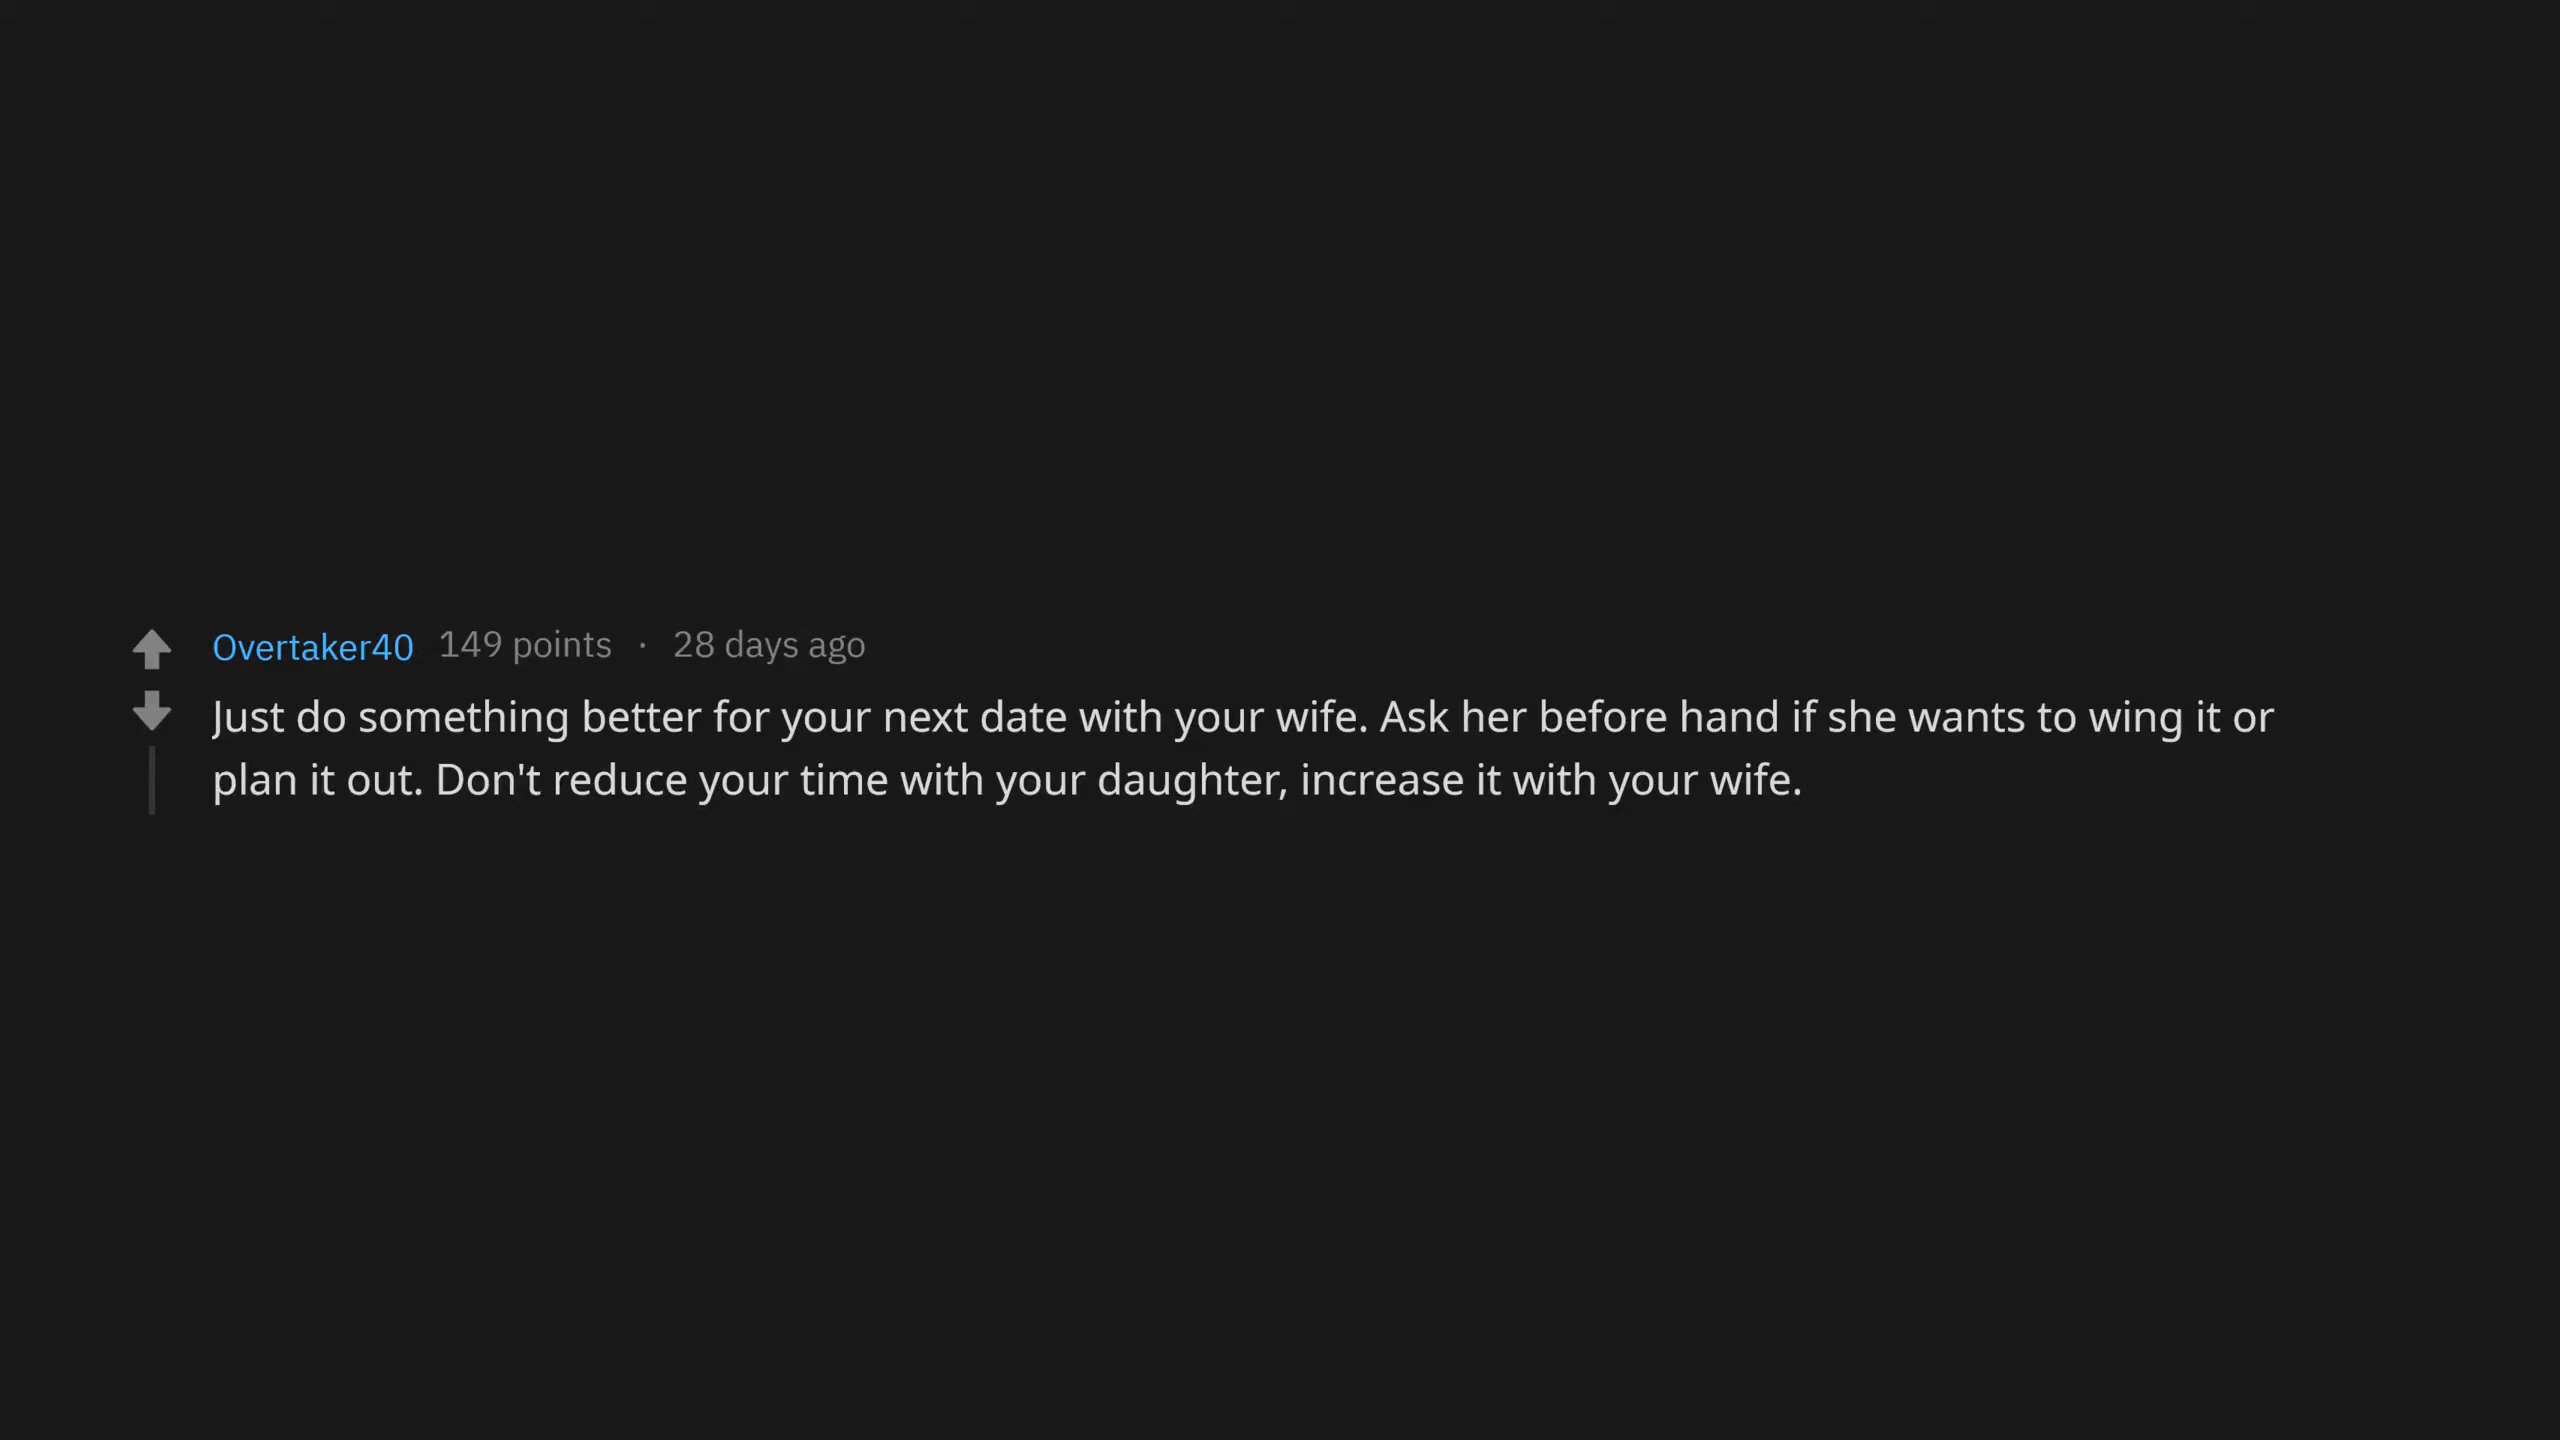 Overtaker40 149 points · 28 days ago
Just do something better for your next date with your wife. Ask her before hand if she wants to wing it or
plan it out. Don't reduce your time with your daughter, increase it with your wife.